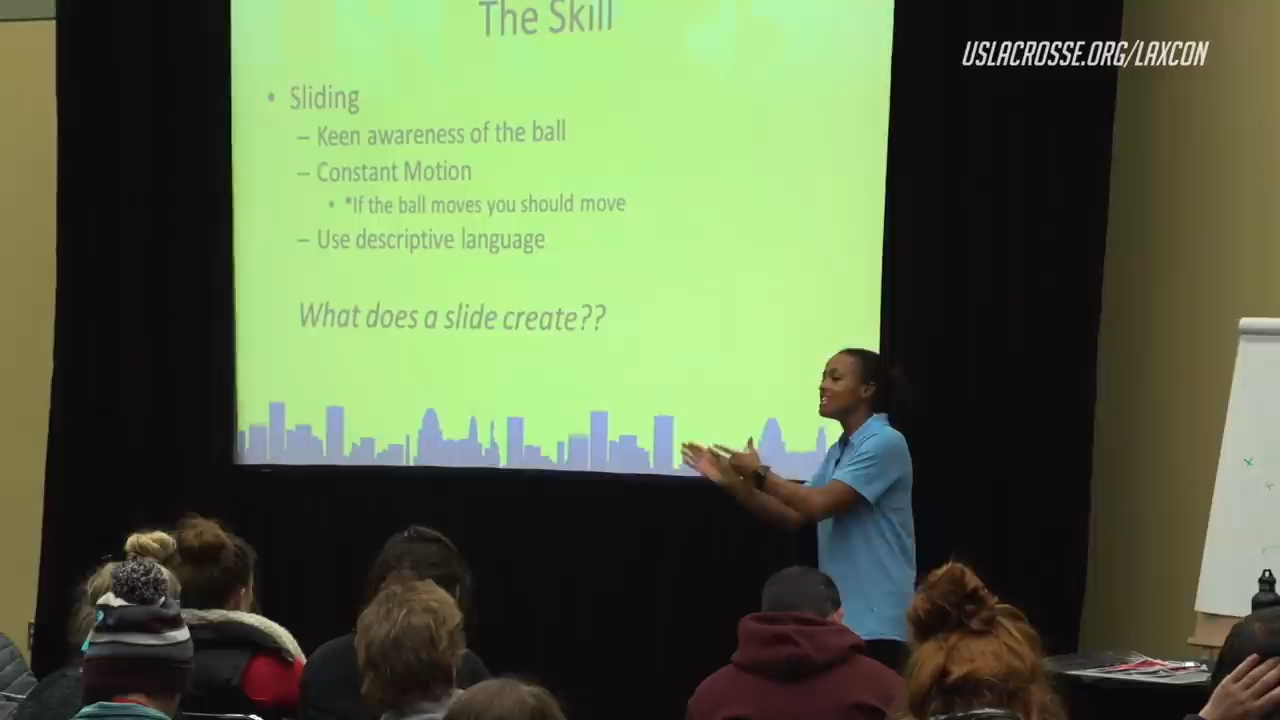 The Skill
USLACROSSE.ORG/LAXCON
• Sliding
– Keen awareness of the ball
– Constant Motion
• *If the ball moves you should move
– Use descriptive language
What does a slide create??